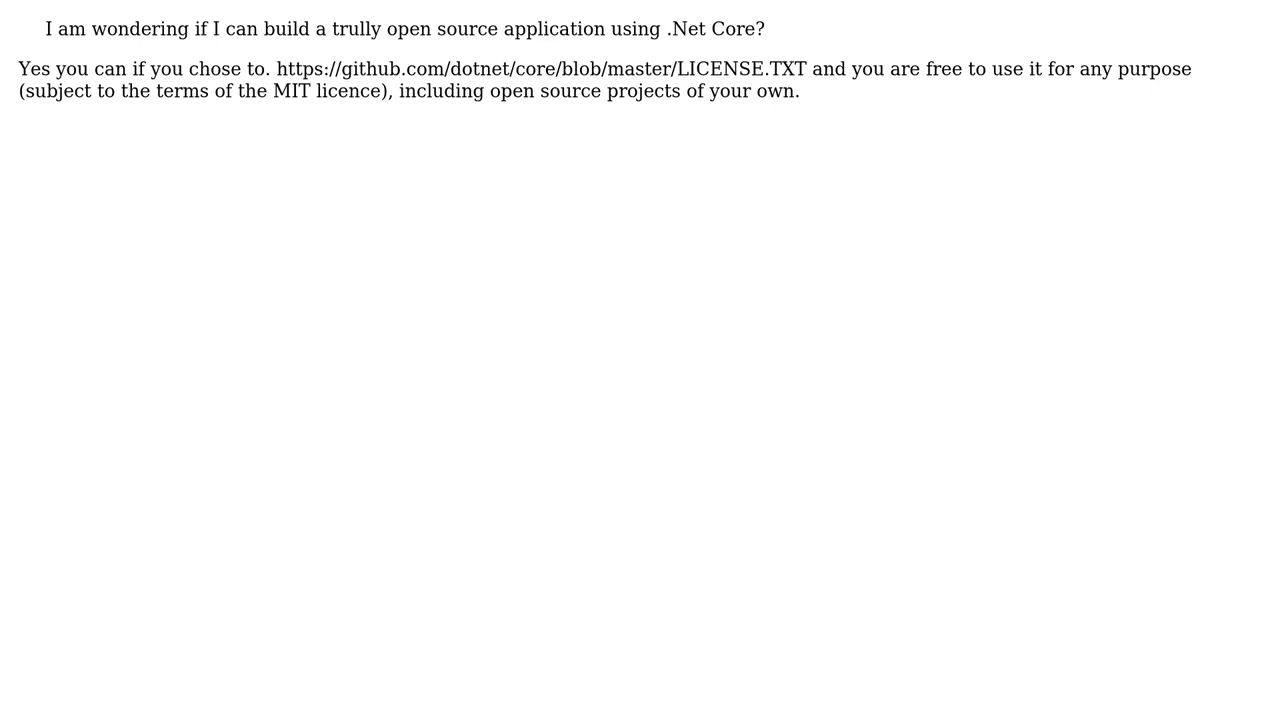 I am wondering if I can build a trully open source application using .Net Core?
Yes you can if you chose to. https://github.com/dotnet/core/blob/master/LICENSE.TXT and you are free to use it for any purpose
(subject to the terms of the MIT licence), including open source projects of your own.